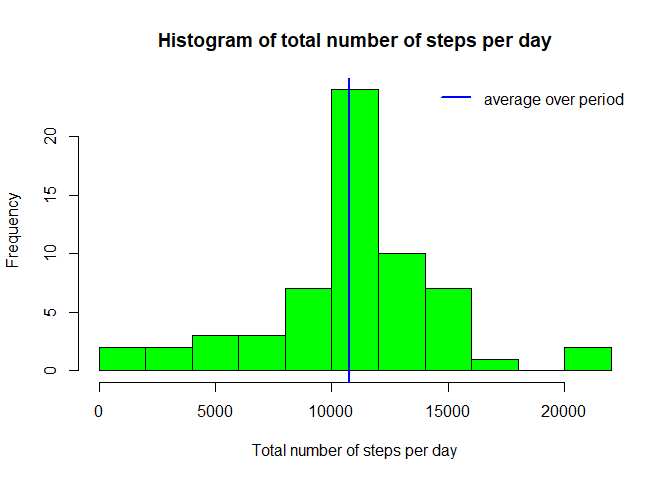 Histogram of total number of steps per day
average over period
Frequency
20
15
10
5
0
0 5000 10000 15000 20000
Total number of steps per day